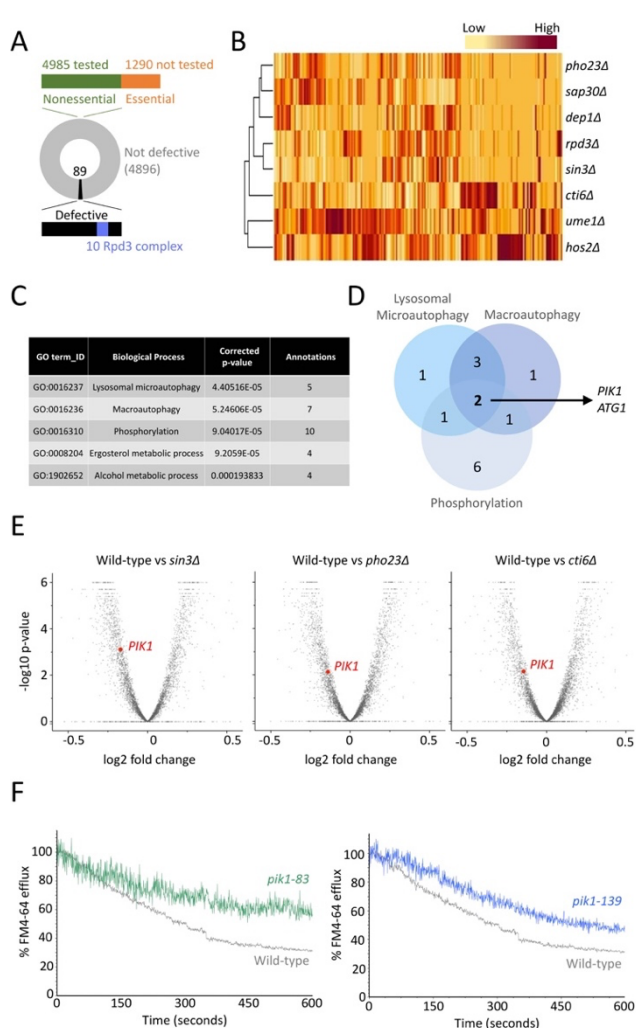 A
4985 tested 1290 not tested
Nonessential Essential
Not defective
(4896)
89
Defective
10 Rpd3 complex
B
Low High
pho23Δ
sap30Δ
dep1Δ
rpd3Δ
sin3Δ
cti6Δ
ume1Δ
hos2Δ
C
GO term_ID Biological Process Corrected p-value Annotations
GO:0016237 Lysosomal microautophagy 4.40516E-05 5
GO:0016236 Macroautophagy 5.24606E-05 7
GO:0016310 Phosphorylation 9.04017E-05 10
GO:0008204 Ergosterol metabolic process 9.2059E-05 4
GO:1902652 Alcohol metabolic process 0.000193833 4
D
Lysosomal
Microautophagy Macroautophagy
1 3 1
2
1 1
6
PIK1
ATG1
Phosphorylation
E
Wild-type vs sin3Δ Wild-type vs pho23Δ Wild-type vs cti6Δ
-log10 p-value
6
4
2
0
PIK1 PIK1 PIK1
-0.5 0 0.5 -0.5 0 0.5 -0.5 0 0.5
log2 fold change log2 fold change log2 fold change
F
% FM4-64 efflux
100
80
60
40
20
0
pik1-83
Wild-type
0 150 300 450 600
Time (seconds)
% FM4-64 efflux
100
80
60
40
20
0
pik1-139
Wild-type
0 150 300 450 600
Time (seconds)